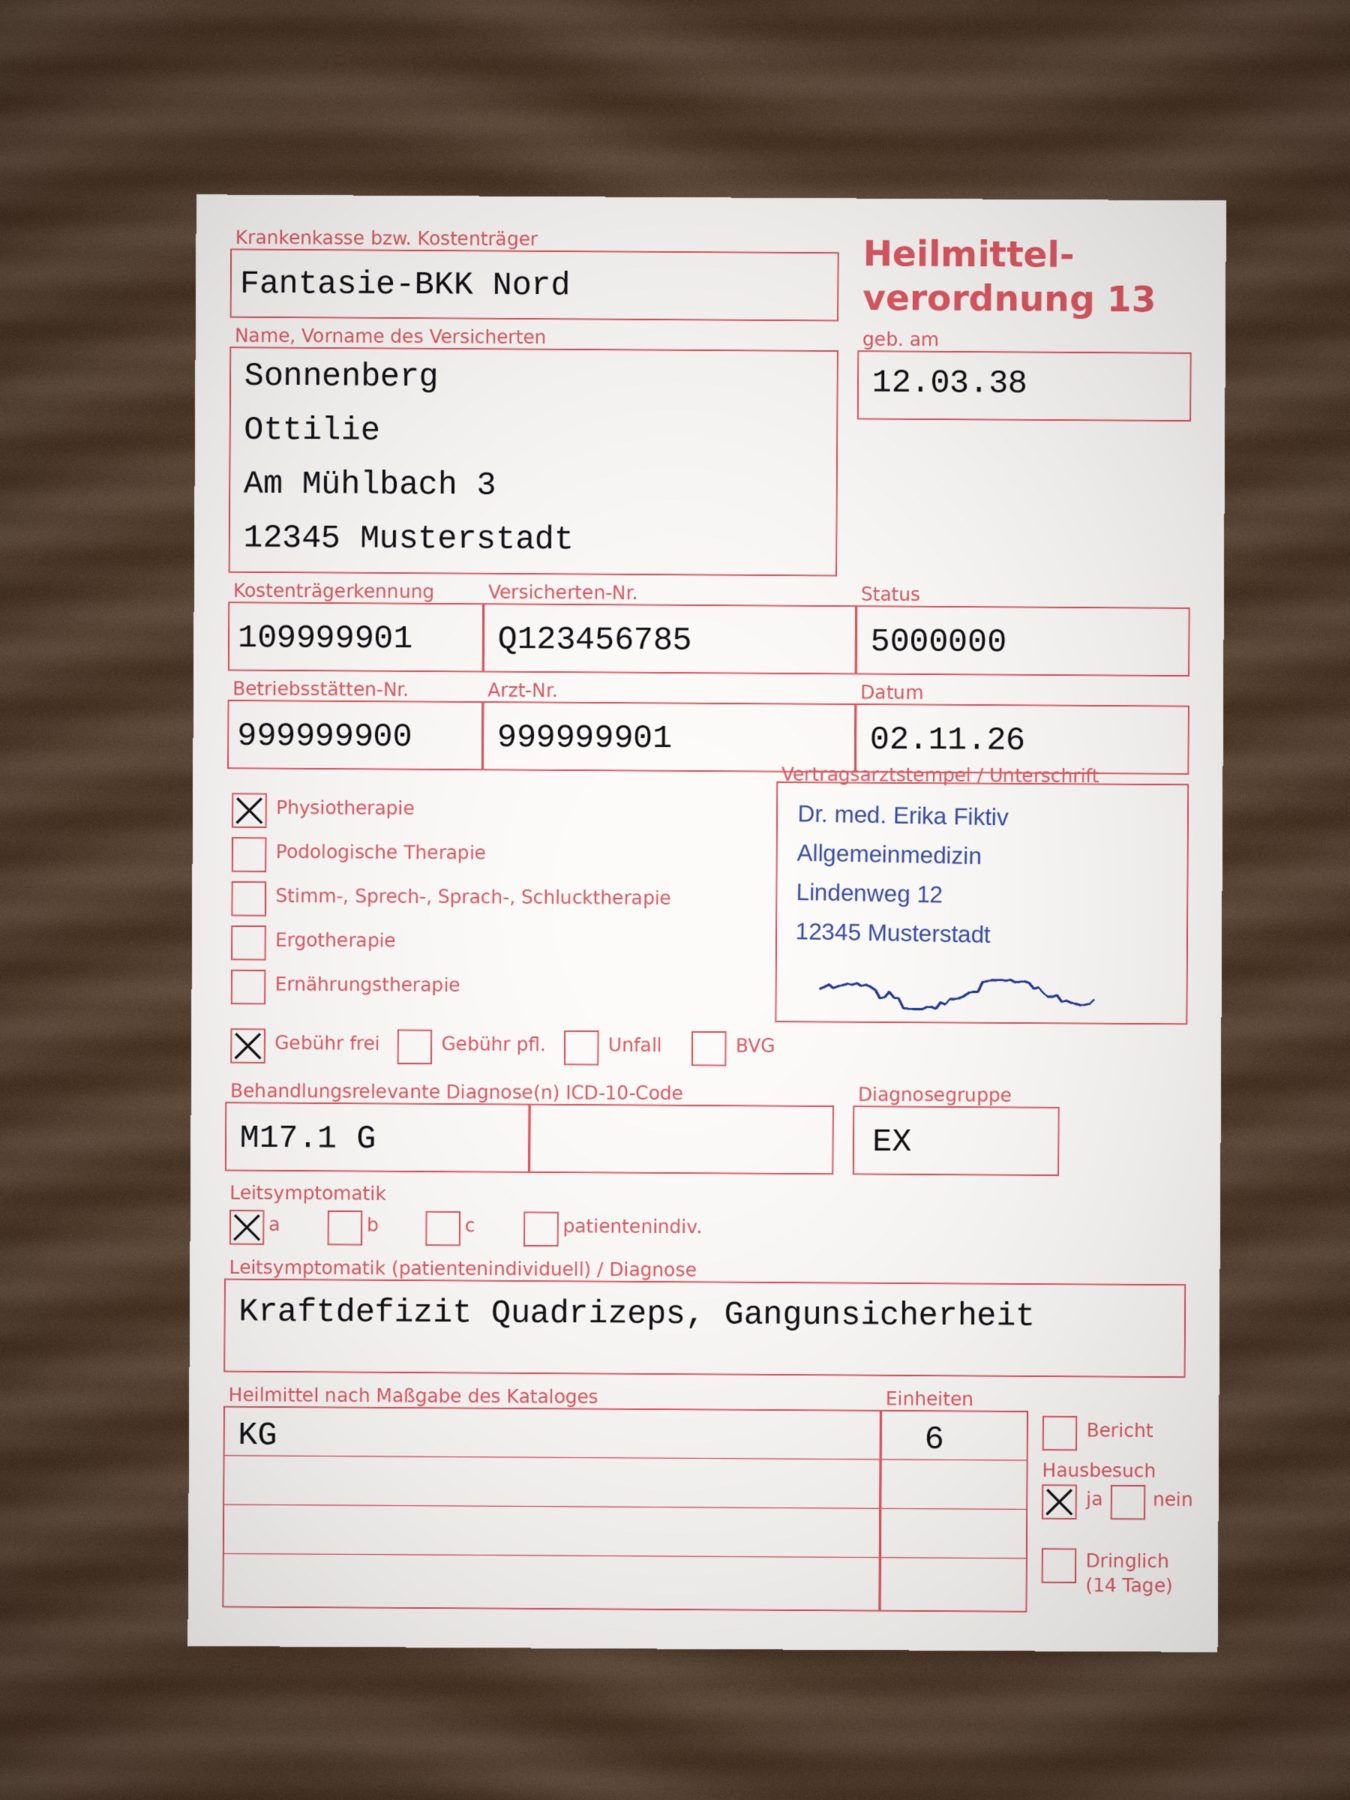 Krankenkasse bzw. Kostenträger
Fantasie-BKK Nord
Heilmittel-
verordnung 13
Name, Vorname des Versicherten
geb. am
Sonnenberg
Ottilie
Am Mühlbach 3
12345 Musterstadt
12.03.38
Kostenträgerkennung Versicherten-Nr. Status
109999901 Q123456785 5000000
Betriebsstätten-Nr. Arzt-Nr. Datum
999999900 999999901 02.11.26
Vertragsarztstempel / Unterschrift
Dr. med. Erika Fiktiv
Allgemeinmedizin
Lindenweg 12
12345 Musterstadt
Physiotherapie
Podologische Therapie
Stimm-, Sprech-, Sprach-, Schlucktherapie
Ergotherapie
Ernährungstherapie
Gebühr frei Gebühr pfl. Unfall BVG
Behandlungsrelevante Diagnose(n) ICD-10-Code Diagnosegruppe
M17.1 G EX
Leitsymptomatik
a b c patientenindiv.
Leitsymptomatik (patientenindividuell) / Diagnose
Kraftdefizit Quadrizeps, Gangunsicherheit
Heilmittel nach Maßgabe des Kataloges Einheiten
KG 6
Bericht
Hausbesuch
ja nein
Dringlich
(14 Tage)